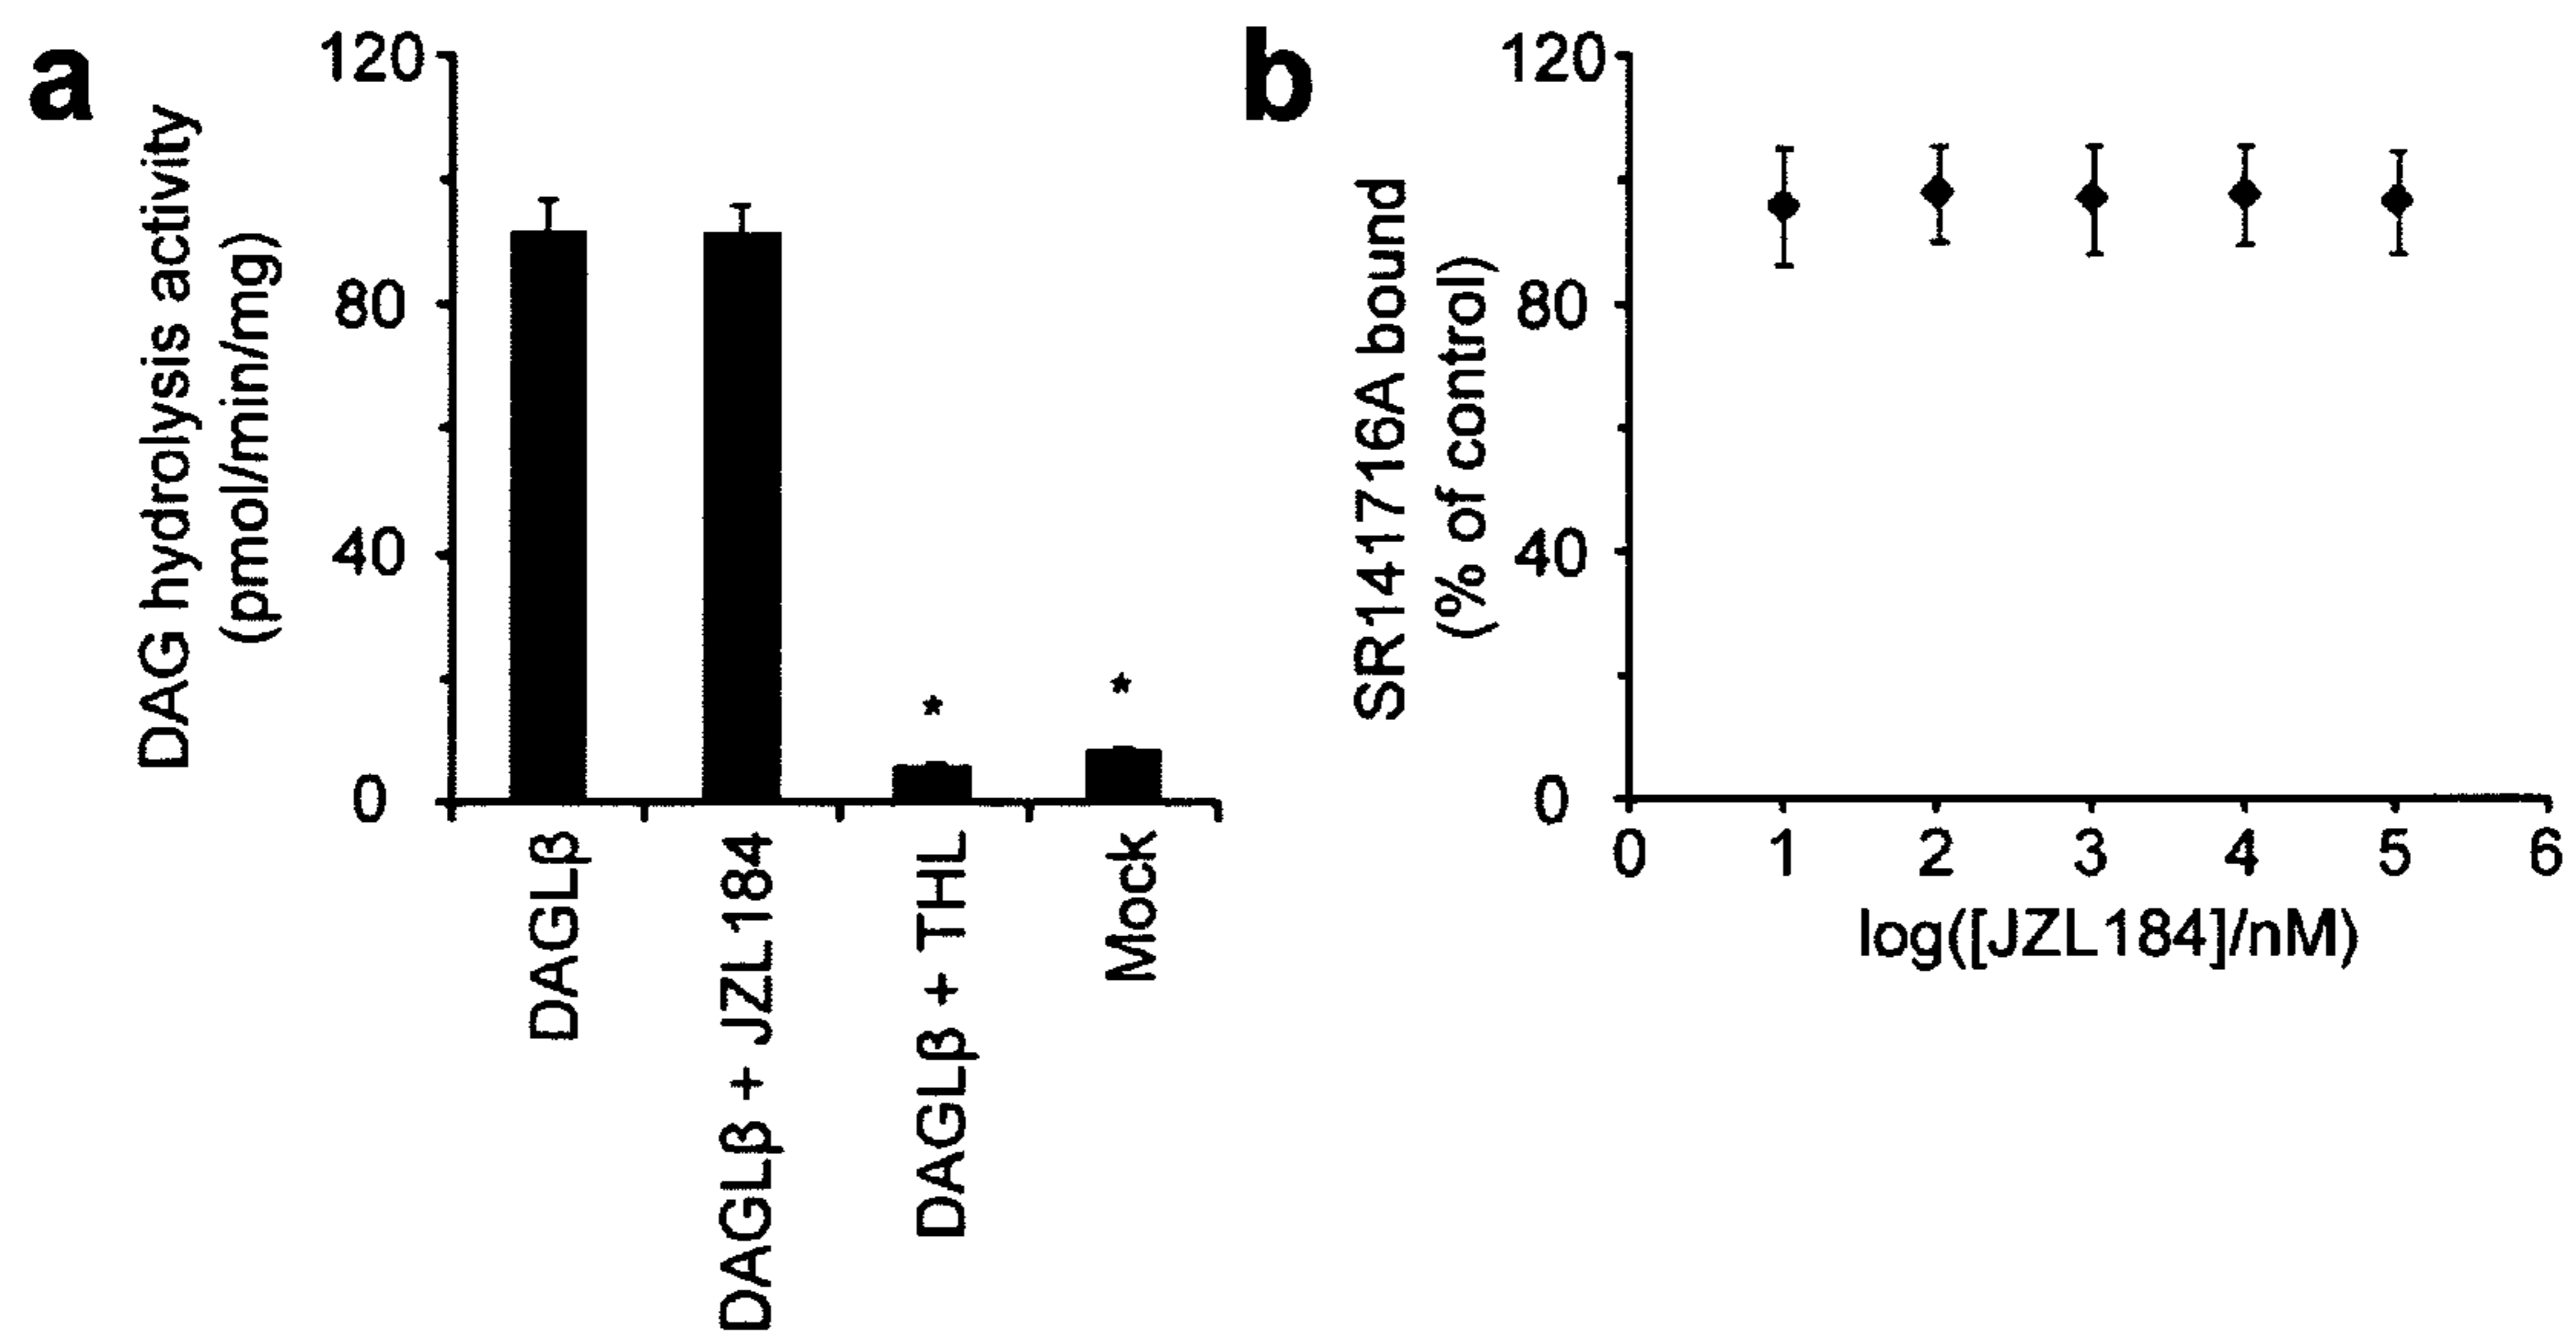 a
DAG hydrolysis activity
(pmol/min/mg)
120
80
40
0
*
*
DAGLβ
DAGLβ + JZL184
DAGLβ + THL
Mock
b
SR141716A bound
(% of control)
120
80
40
0
0 1 2 3 4 5 6
log([JZL184]/nM)